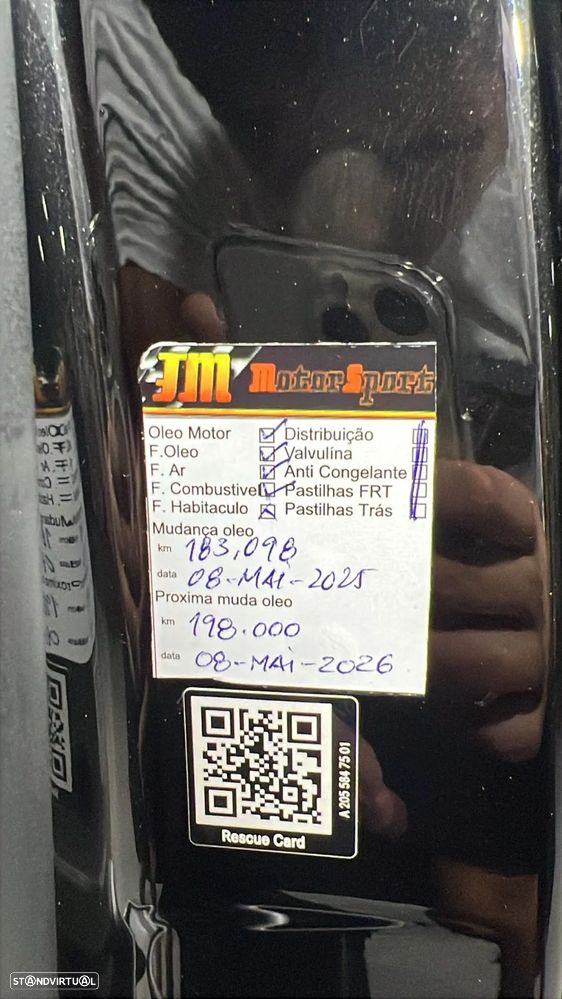 JM MotorSport
Oleo Motor Distribuição
F.Oleo Valvulína
F. Ar Anti Congelante
F. Combustivel Pastilhas FRT
F. Habitaculo Pastilhas Trás
Mudança oleo
km 183,098
data 08-MAI-2025
Proxima muda oleo
km 198.000
data 08-MAI-2026
A 205 584 75 01
Rescue Card
STANDVIRTUAL